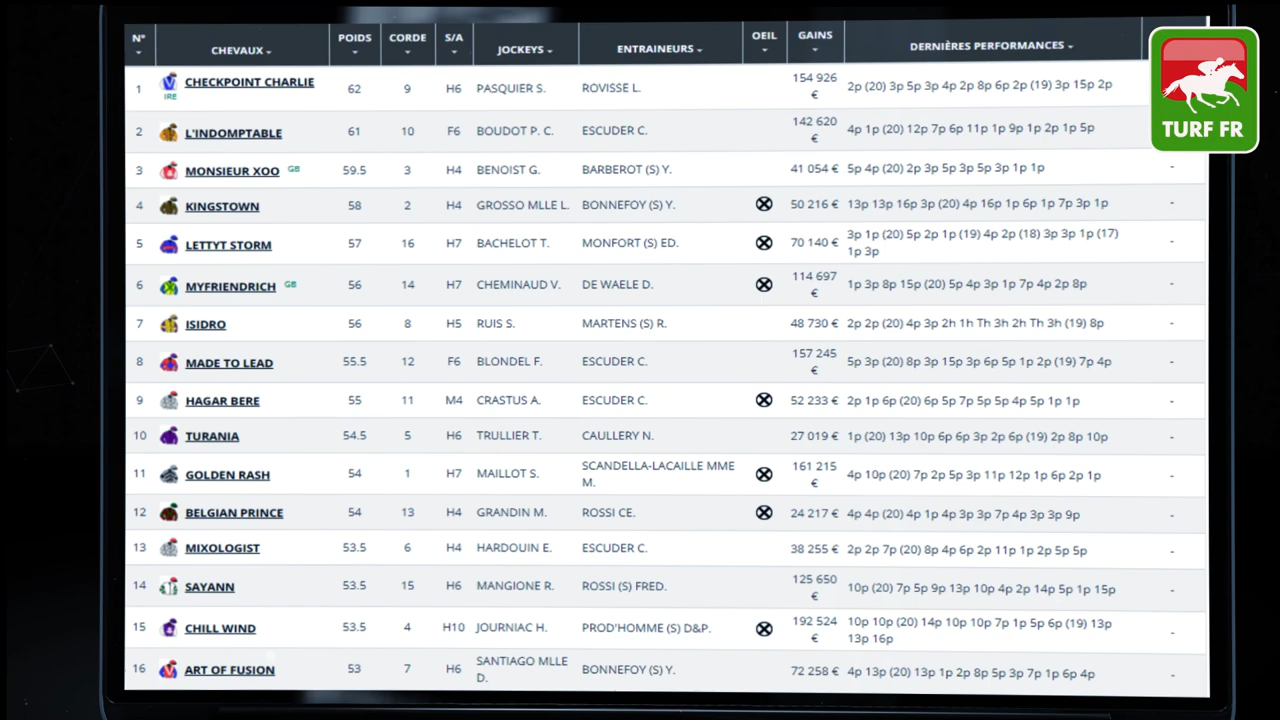 N° CHEVAUX POIDS CORDE S/A JOCKEYS ENTRAINEURS OEIL GAINS DERNIÈRES PERFORMANCES
TURF FR
1 CHECKPOINT CHARLIE IRE 62 9 H6 PASQUIER S. ROVISSE L. 154 926 € 2p (20) 3p 5p 3p 4p 2p 8p 6p 2p (19) 3p 15p 2p
2 L'INDOMPTABLE 61 10 F6 BOUDOT P. C. ESCUDER C. 142 620 € 4p 1p (20) 12p 7p 6p 11p 1p 9p 1p 2p 1p 5p
3 MONSIEUR XOO GB 59.5 3 H4 BENOIST G. BARBEROT (S) Y. 41 054 € 5p 4p (20) 2p 3p 5p 3p 5p 3p 1p 1p -
4 KINGSTOWN 58 2 H4 GROSSO MLLE L. BONNEFOY (S) Y. 50 216 € 13p 13p 16p 3p (20) 4p 16p 1p 6p 1p 7p 3p 1p -
5 LETTYT STORM 57 16 H7 BACHELOT T. MONFORT (S) ED. 70 140 € 3p 1p (20) 5p 2p 1p (19) 4p 2p (18) 3p 3p 1p (17)
1p 3p -
6 MYFRIENDRICH GB 56 14 H7 CHEMINAUD V. DE WAELE D. 114 697 € 1p 3p 8p 15p (20) 5p 4p 3p 1p 7p 4p 2p 8p -
7 ISIDRO 56 8 H5 RUIS S. MARTENS (S) R. 48 730 € 2p 2p (20) 4p 3p 2h 1h Th 3h 2h Th 3h (19) 8p -
8 MADE TO LEAD 55.5 12 F6 BLONDEL F. ESCUDER C. 157 245 € 5p 3p (20) 8p 3p 15p 3p 6p 5p 1p 2p (19) 7p 4p -
9 HAGAR BERE 55 11 M4 CRASTUS A. ESCUDER C. 52 233 € 2p 1p 6p (20) 6p 5p 7p 5p 5p 4p 5p 1p 1p -
10 TURANIA 54.5 5 H6 TRULLIER T. CAULLERY N. 27 019 € 1p (20) 13p 10p 6p 6p 3p 2p 6p (19) 2p 8p 10p -
11 GOLDEN RASH 54 1 H7 MAILLOT S. SCANDELLA-LACAILLE MME
M. 161 215 € 4p 10p (20) 7p 2p 5p 3p 11p 12p 1p 6p 2p 1p -
12 BELGIAN PRINCE 54 13 H4 GRANDIN M. ROSSI CE. 24 217 € 4p 4p (20) 4p 1p 4p 3p 3p 7p 4p 3p 3p 9p -
13 MIXOLOGIST 53.5 6 H4 HARDOUIN E. ESCUDER C. 38 255 € 2p 2p 7p (20) 8p 4p 6p 2p 11p 1p 2p 5p 5p -
14 SAYANN 53.5 15 H6 MANGIONE R. ROSSI (S) FRED. 125 650 € 10p (20) 7p 5p 9p 13p 10p 4p 2p 14p 5p 1p 15p -
15 CHILL WIND 53.5 4 H10 JOURNIAC H. PROD'HOMME (S) D&P. 192 524 € 10p 10p (20) 14p 10p 10p 7p 1p 5p 6p (19) 13p
13p 16p -
16 ART OF FUSION 53 7 H6 SANTIAGO MLLE
D. BONNEFOY (S) Y. 72 258 € 4p 13p (20) 13p 1p 2p 8p 5p 3p 7p 1p 6p 4p -